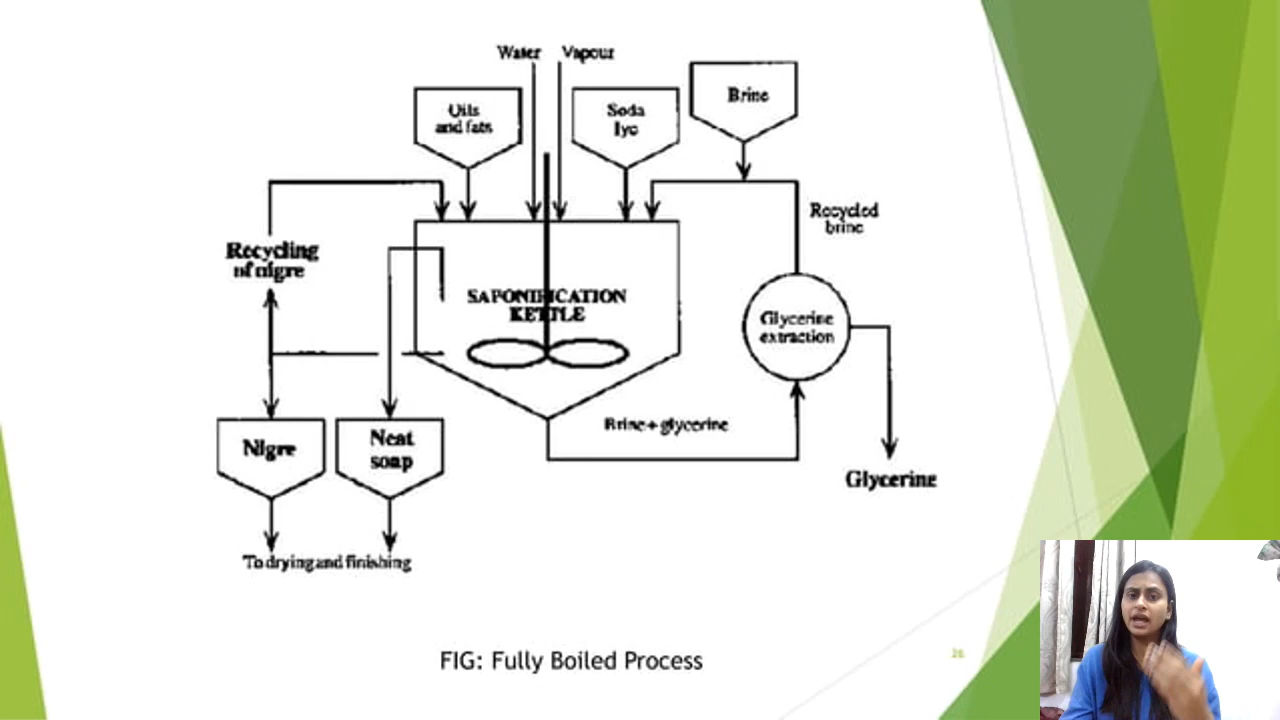 Water Vapour
Oils
and fats
Soda
lye
Brine
Recycled
brine
Recycling
of nigre
SAPONIFICATION
KETTLE
Glycerine
extraction
Brine + glycerine
Nigre
Neat
soap
Glycerine
To drying and finishing
FIG: Fully Boiled Process
26